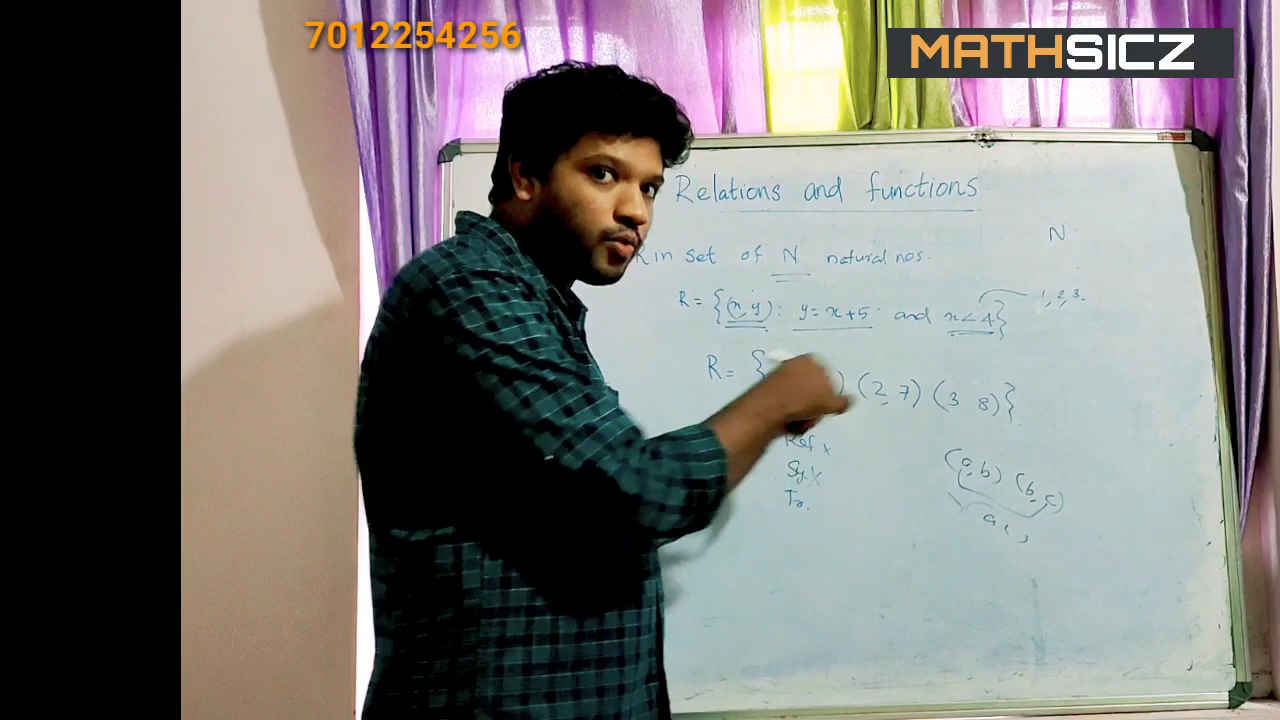 7012254256
MATHSICZ
Relations and functions
N
R in set of N natural nos.
R = {(x, y) : y = x + 5 and x < 4} 1, 2, 3.
R = { ) (2, 7) (3 8)}
Ref x
Sy. x
Tr.
(a, b) (b, c)